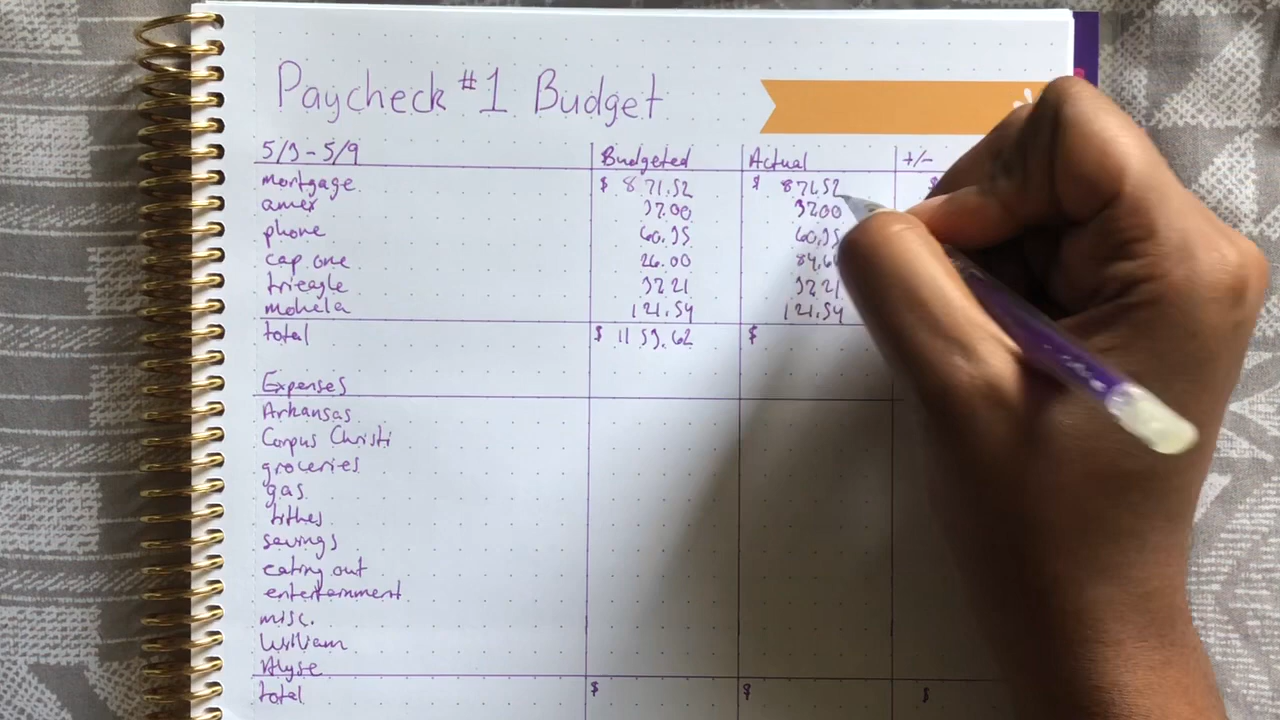 Paycheck #1 Budget
5/3 - 5/9 Budgeted Actual +/-
mortgage $ 871.52 $ 871.52 $
amex 37.00 37.00
phone 60.95 60.95
cap one 26.00
trieagle 32.21 32.21
mohela 121.54 121.54
total $ 1159.62 $
Expenses
Arkansas
Corpus Christi
groceries
gas
tithes
savings
eating out
entertainment
misc.
William
Alyse
total $ $ $